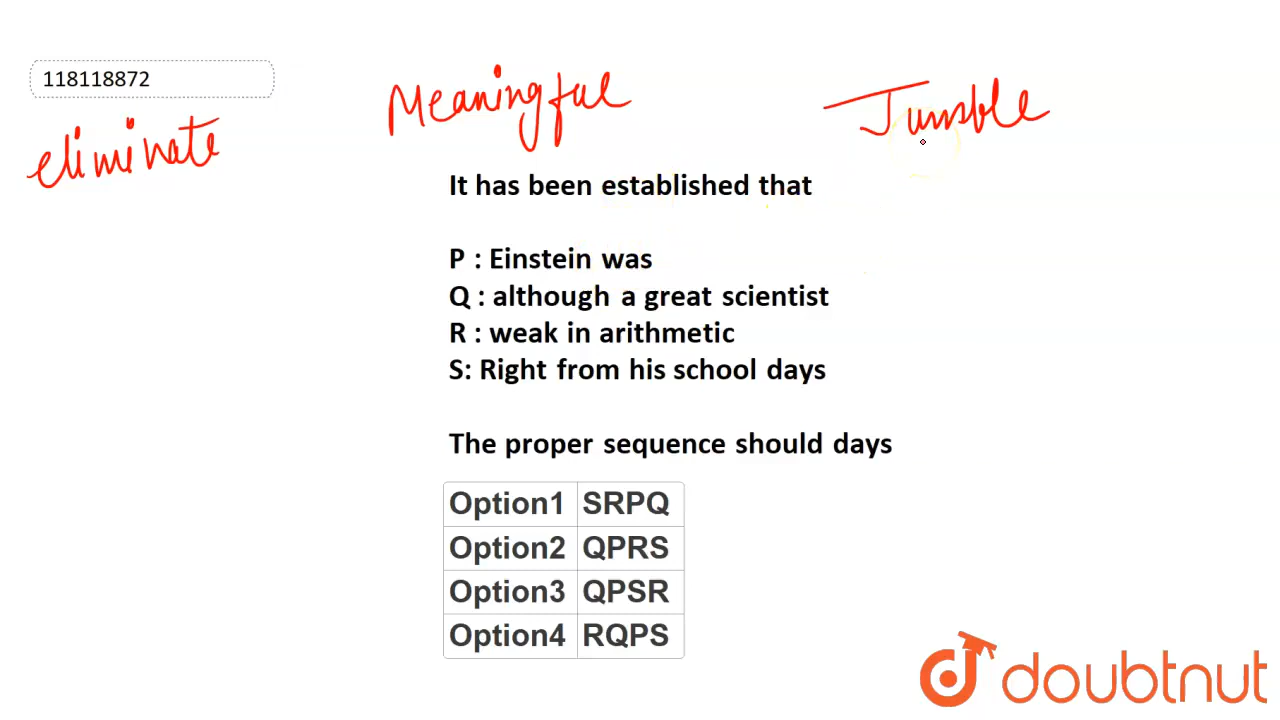 118118872
eliminate
Meaningful
Jumble
It has been established that
P : Einstein was
Q : although a great scientist
R : weak in arithmetic
S: Right from his school days
The proper sequence should days
Option1 SRPQ
Option2 QPRS
Option3 QPSR
Option4 RQPS
doubtnut